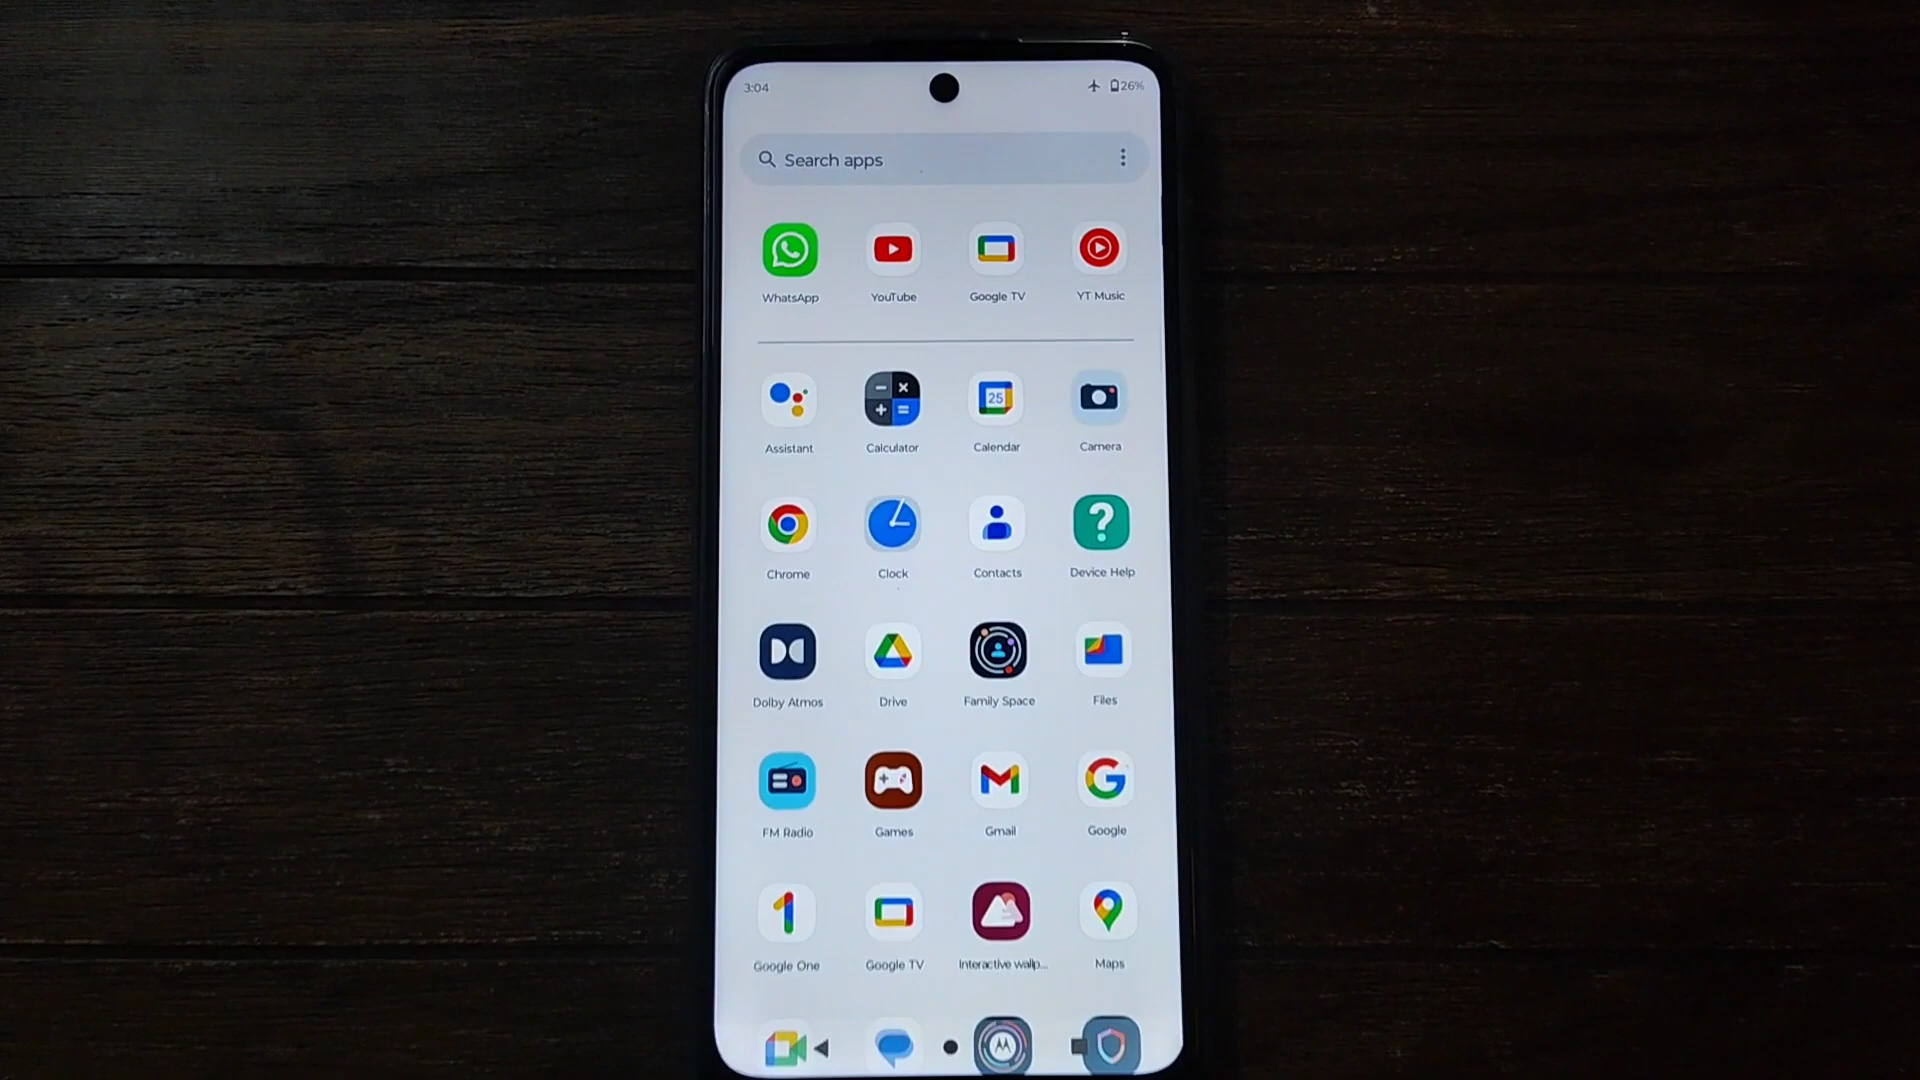 3:04 26%
Search apps
WhatsApp YouTube Google TV YT Music
25
Assistant Calculator Calendar Camera
Chrome Clock Contacts Device Help
Dolby Atmos Drive Family Space Files
FM Radio Games Gmail Google
Google One Google TV Interactive wallp... Maps